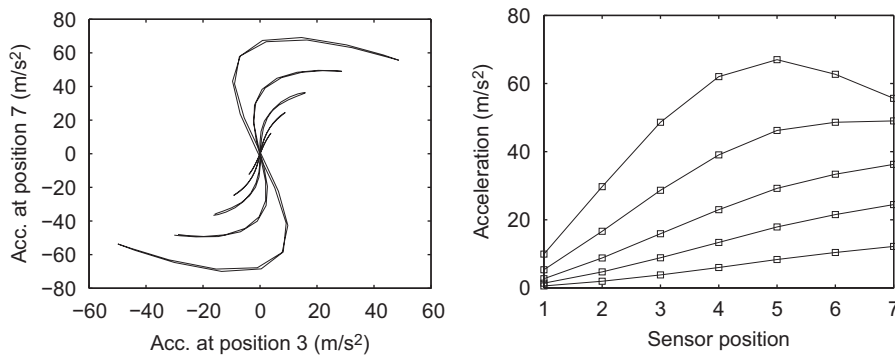 80
60
40
20
0
−20
−40
−60
−80
−60 −40 −20 0 20 40 60
Acc. at position 7 (m/s²)
Acc. at position 3 (m/s²)
80
60
40
20
0
1 2 3 4 5 6 7
Acceleration (m/s²)
Sensor position